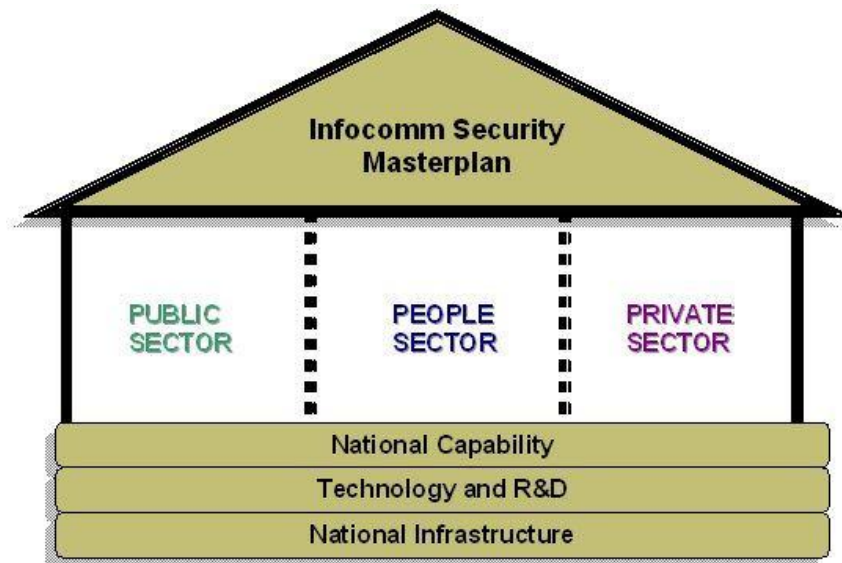 Infocomm Security
Masterplan
PUBLIC
SECTOR
PEOPLE
SECTOR
PRIVATE
SECTOR
National Capability
Technology and R&D
National Infrastructure